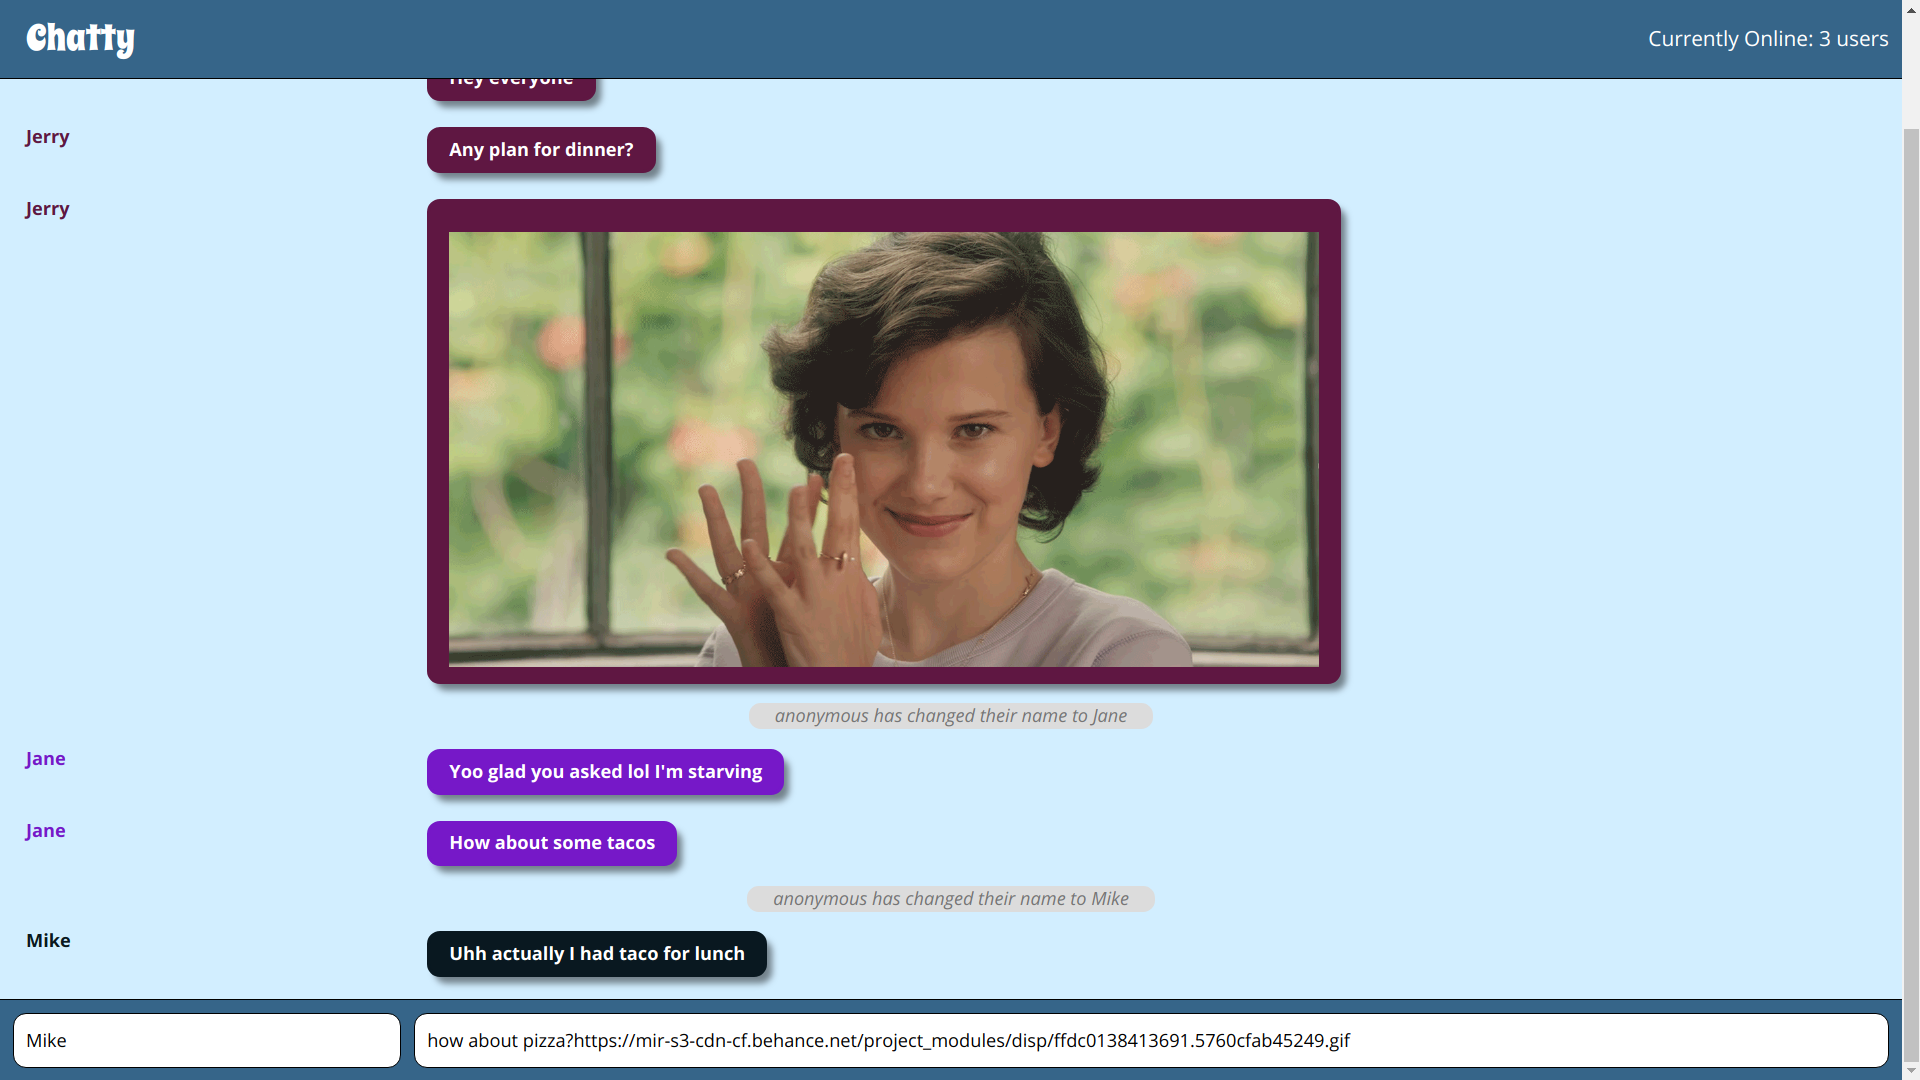 Chatty
Currently Online: 3 users
Hey everyone
Jerry
Any plan for dinner?
Jerry
anonymous has changed their name to Jane
Jane
Yoo glad you asked lol I'm starving
Jane
How about some tacos
anonymous has changed their name to Mike
Mike
Uhh actually I had taco for lunch
Mike
how about pizza?https://mir-s3-cdn-cf.behance.net/project_modules/disp/ffdc0138413691.5760cfab45249.gif